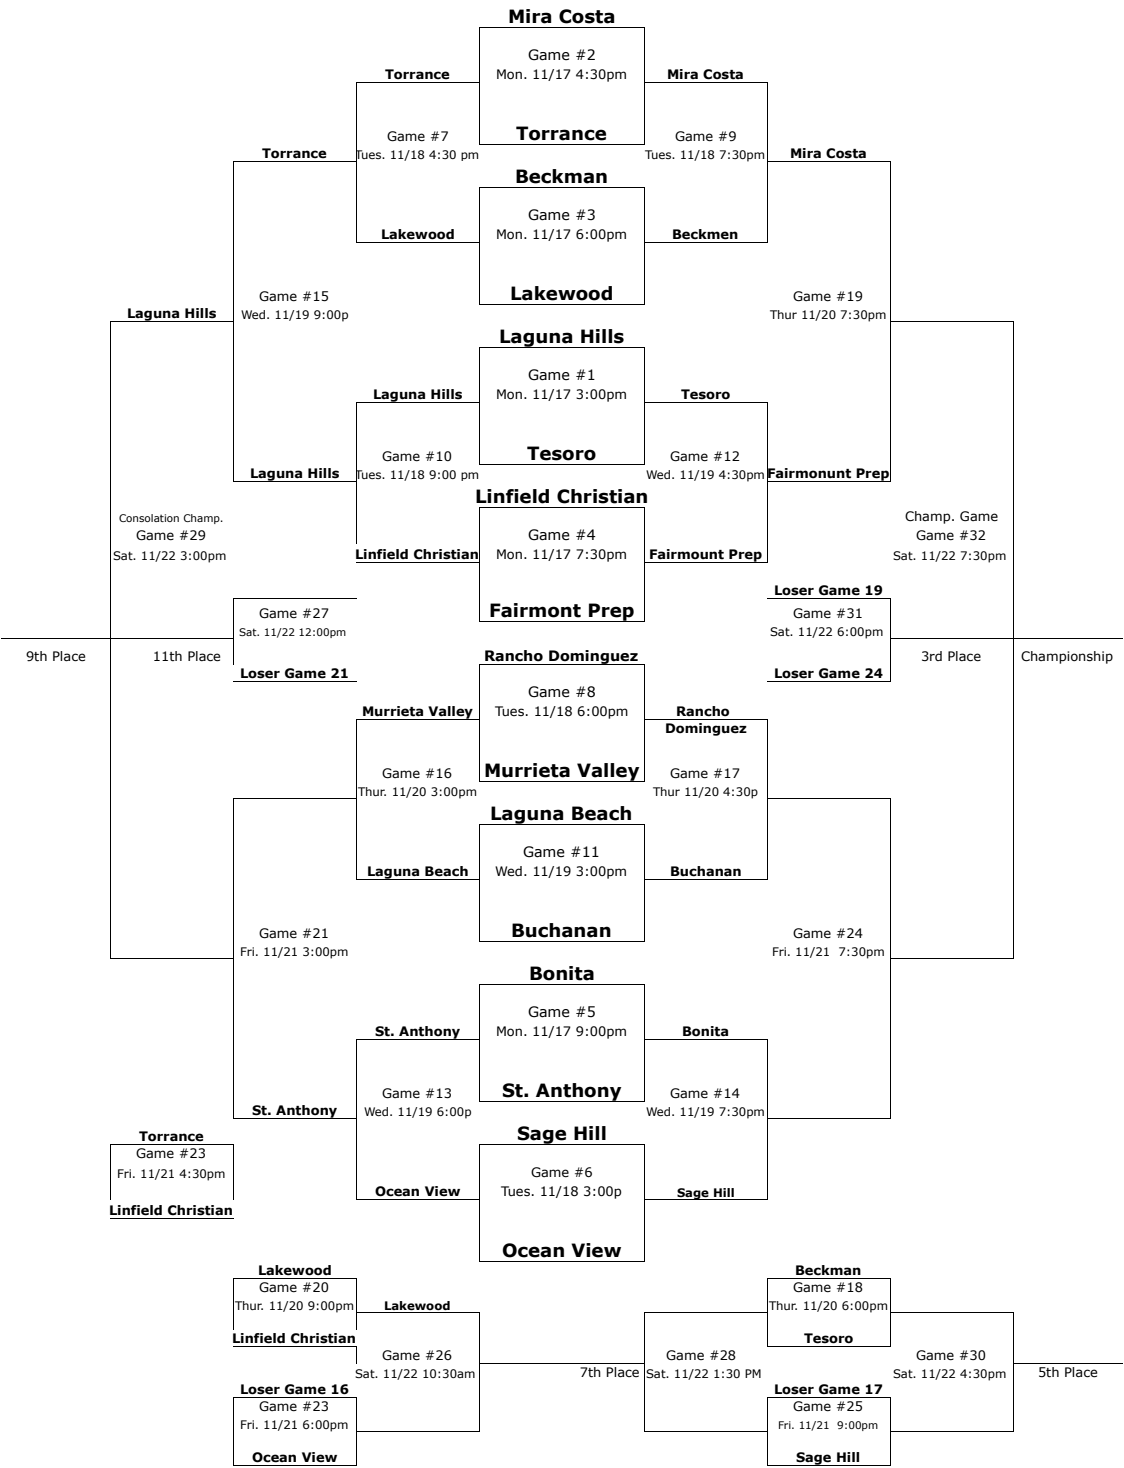 Mira Costa
Game #2
Torrance
Mon. 11/17 4:30pm
Mira Costa
Torrance
Game #7
Game #9
Torrance
Tues. 11/18 4:30 pm
Tues. 11/18 7:30pm
Mira Costa
Beckman
Game #3
Lakewood
Mon. 11/17 6:00pm
Beckmen
Lakewood
Game #15
Game #19
Laguna Hills
Wed. 11/19 9:00p
Thur 11/20 7:30pm
Laguna Hills
Game #1
Laguna Hills
Mon. 11/17 3:00pm
Tesoro
Tesoro
Game #10
Game #12
Laguna Hills
Tues. 11/18 9:00 pm
Wed. 11/19 4:30pm
Fairmonunt Prep
Linfield Christian
Consolation Champ.
Champ. Game
Game #29
Game #4
Game #32
Sat. 11/22 3:00pm
Linfield Christian
Mon. 11/17 7:30pm
Fairmount Prep
Sat. 11/22 7:30pm
Loser Game 19
Game #27
Fairmont Prep
Game #31
Sat. 11/22 12:00pm
Sat. 11/22 6:00pm
9th Place
11th Place
Rancho Dominguez
3rd Place
Championship
Loser Game 21
Loser Game 24
Game #8
Murrieta Valley
Tues. 11/18 6:00pm
Rancho
Dominguez
Game #16
Murrieta Valley
Game #17
Thur. 11/20 3:00pm
Thur 11/20 4:30p
Laguna Beach
Game #11
Laguna Beach
Wed. 11/19 3:00pm
Buchanan
Game #21
Buchanan
Game #24
Fri. 11/21 3:00pm
Fri. 11/21  7:30pm
Bonita
Game #5
St. Anthony
Mon. 11/17 9:00pm
Bonita
Game #13
St. Anthony
Game #14
St. Anthony
Wed. 11/19 6:00p
Wed. 11/19 7:30pm
Torrance
Sage Hill
Game #23
Fri. 11/21 4:30pm
Game #6
Ocean View
Tues. 11/18 3:00p
Sage Hill
Linfield Christian
Ocean View
Lakewood
Beckman
Game #20
Game #18
Thur. 11/20 9:00pm
Lakewood
Thur. 11/20 6:00pm
Linfield Christian
Tesoro
Game #26
Game #28
Game #30
Sat. 11/22 10:30am
7th Place
Sat. 11/22 1:30 PM
Sat. 11/22 4:30pm
5th Place
Loser Game 16
Loser Game 17
Game #23
Game #25
Fri. 11/21 6:00pm
Fri. 11/21  9:00pm
Ocean View
Sage Hill